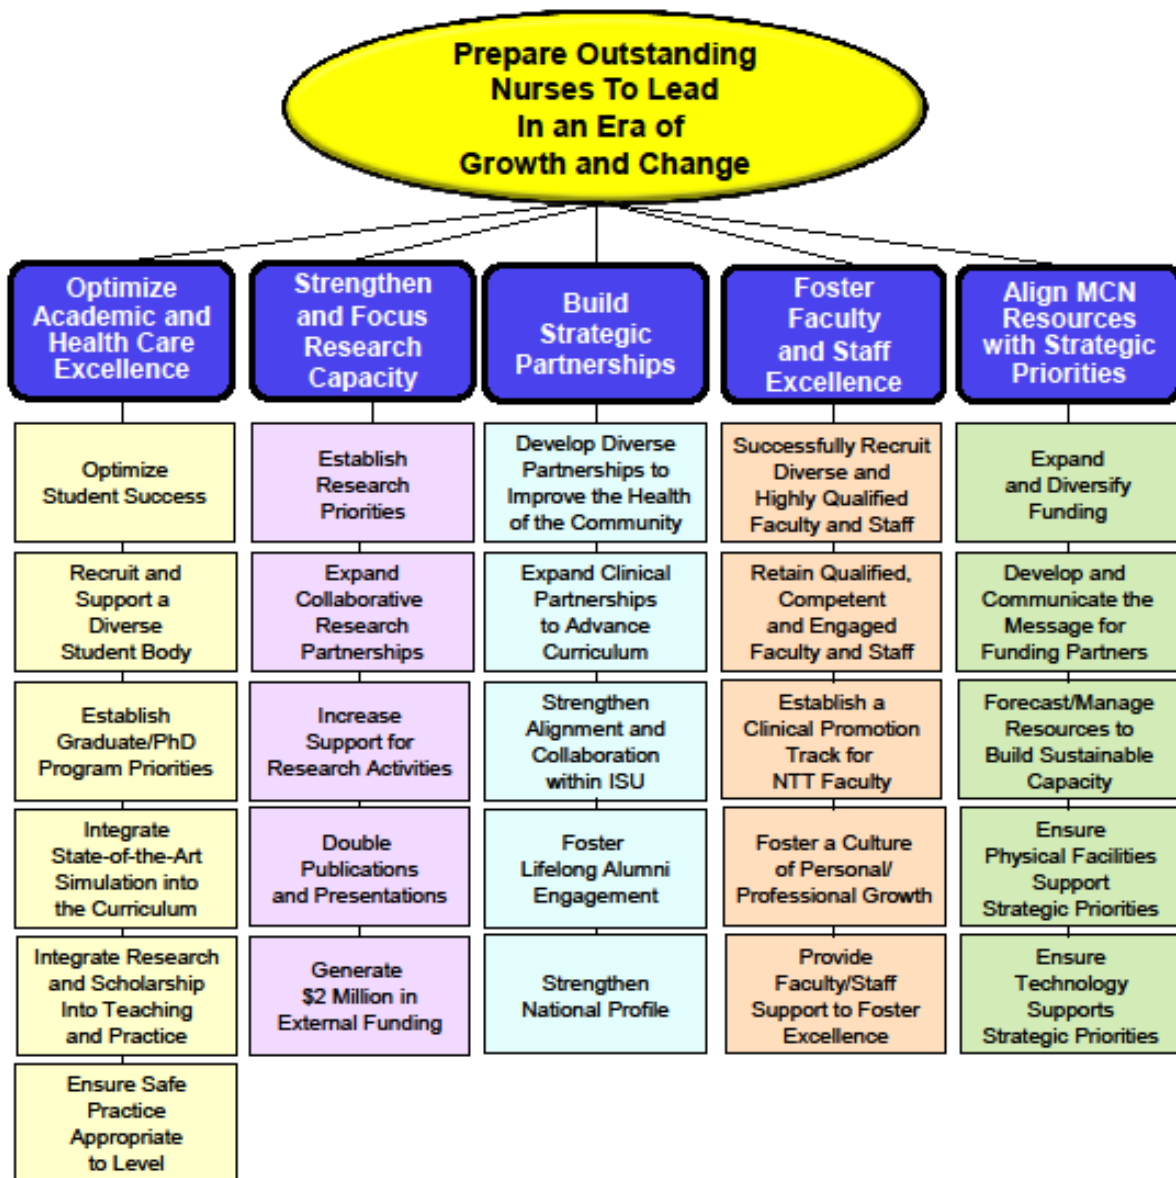 Prepare Outstanding
Nurses To Lead
In an Era of
Growth and Change
Optimize
Academic and
Health Care
Excellence
Strengthen
and Focus
Research
Capacity
Build
Strategic
Partnerships
Foster
Faculty
and Staff
Excellence
Align MCN
Resources
with Strategic
Priorities
Optimize
Student Success
Recruit and
Support a
Diverse
Student Body
Establish
Graduate/PhD
Program Priorities
Integrate
State-of-the-Art
Simulation into
the Curriculum
Integrate Research
and Scholarship
Into Teaching
and Practice
Ensure Safe
Practice
Appropriate
to Level
Establish
Research
Priorities
Expand
Collaborative
Research
Partnerships
Increase
Support for
Research Activities
Double
Publications
and Presentations
Generate
$2 Million in
External Funding
Develop Diverse
Partnerships to
Improve the Health
of the Community
Expand Clinical
Partnerships
to Advance
Curriculum
Strengthen
Alignment and
Collaboration
within ISU
Foster
Lifelong Alumni
Engagement
Strengthen
National Profile
Successfully Recruit
Diverse and
Highly Qualified
Faculty and Staff
Retain Qualified,
Competent
and Engaged
Faculty and Staff
Establish a
Clinical Promotion
Track for
NTT Faculty
Foster a Culture
of Personal/
Professional Growth
Provide
Faculty/Staff
Support to Foster
Excellence
Expand
and Diversify
Funding
Develop and
Communicate the
Message for
Funding Partners
Forecast/Manage
Resources to
Build Sustainable
Capacity
Ensure
Physical Facilities
Support
Strategic Priorities
Ensure
Technology
Supports
Strategic Priorities